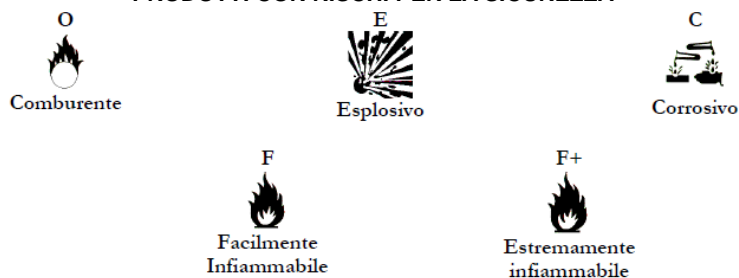 O
Comburente
E
Esplosivo
C
Corrosivo
F
Facilmente
Infiammabile
F+
Estremamente
infiammabile